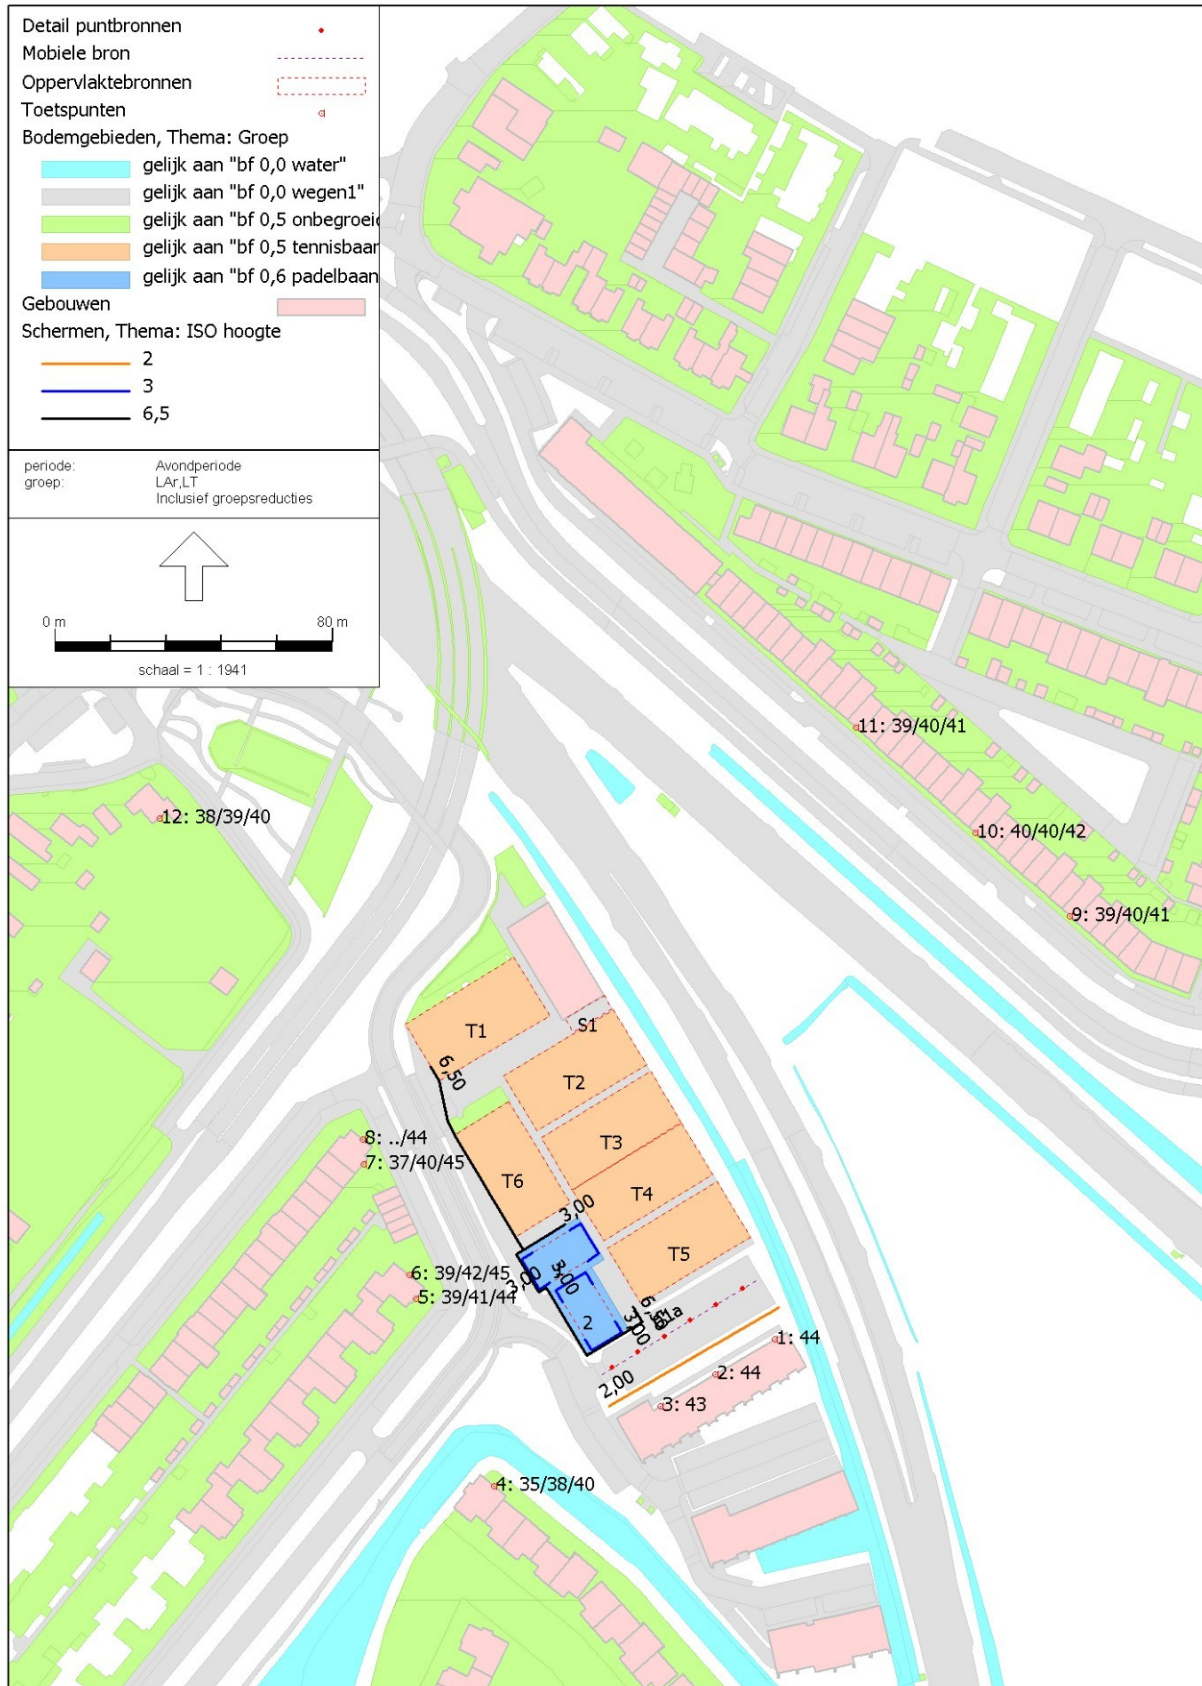 Detail puntbronnen
Mobiele bron
Oppervlaktebronnen
Toetspunten
Bodemgebieden, Thema: Groep
gelijk aan "bf 0,0 water"
gelijk aan "bf 0,0 wegen1"
gelijk aan "bf 0,5 onbegroeid
gelijk aan "bf 0,5 tennisbaan
gelijk aan "bf 0,6 padelbaan
Gebouwen
Schermen, Thema: ISO hoogte
2
3
6,5
periode: Avondperiode
groep: LAr,LT
Inclusief groepsreducties
0 m 80 m
schaal = 1 : 1941
11: 39/40/41
12: 38/39/40
10: 40/40/42
9: 39/40/41
T1
S1
6,50
T2
8: ../44
T3
7: 37/40/45
T6
T4
3,00
T5
6: 39/42/45
3,00
3,00
5: 39/41/44
2
3,00
1: 44
2: 44
2,00
3: 43
4: 35/38/40